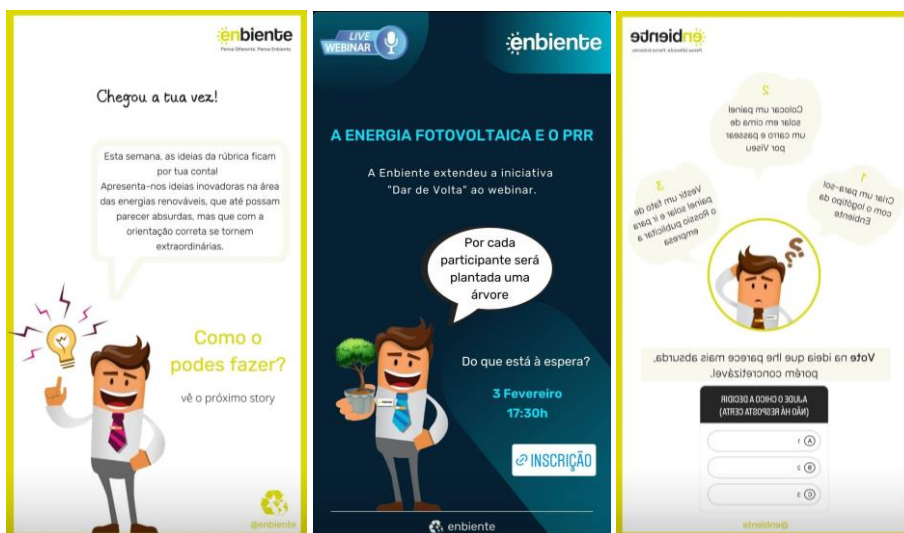 enbiente
Pensa Diferente. Pensa Enbiente.
Chegou a tua vez!
Esta semana, as ideias da rúbrica ficam
por tua conta!
Apresenta-nos ideias inovadoras na área
das energias renováveis, que até possam
parecer absurdas, mas que com a
orientação correta se tornem
extraordinárias.
Como o
podes fazer?
vê o próximo story
@enbiente
LIVE
WEBINAR
enbiente
A ENERGIA FOTOVOLTAICA E O PRR
A Enbiente extendeu a iniciativa
"Dar de Volta" ao webinar.
Por cada
participante será
plantada uma
árvore
Do que está à espera?
3 Fevereiro
17:30h
INSCRIÇÃO
enbiente
enbiente
Pensa Diferente. Pensa Enbiente.
2
Colocar um painel
solar em cima de
um carro e passear
por Viseu
1
Criar um para-sol
com o logótipo da
Enbiente
3
Vestir um fato de
painel solar e ir para
o Rossio publicitar a
empresa
??
Vote na ideia que lhe parece mais absurda,
porém concretizável.
AJUDE O CHICO A DECIDIR
(NÃO HÁ RESPOSTA CERTA)
A 1
B 2
C 3
@enbiente